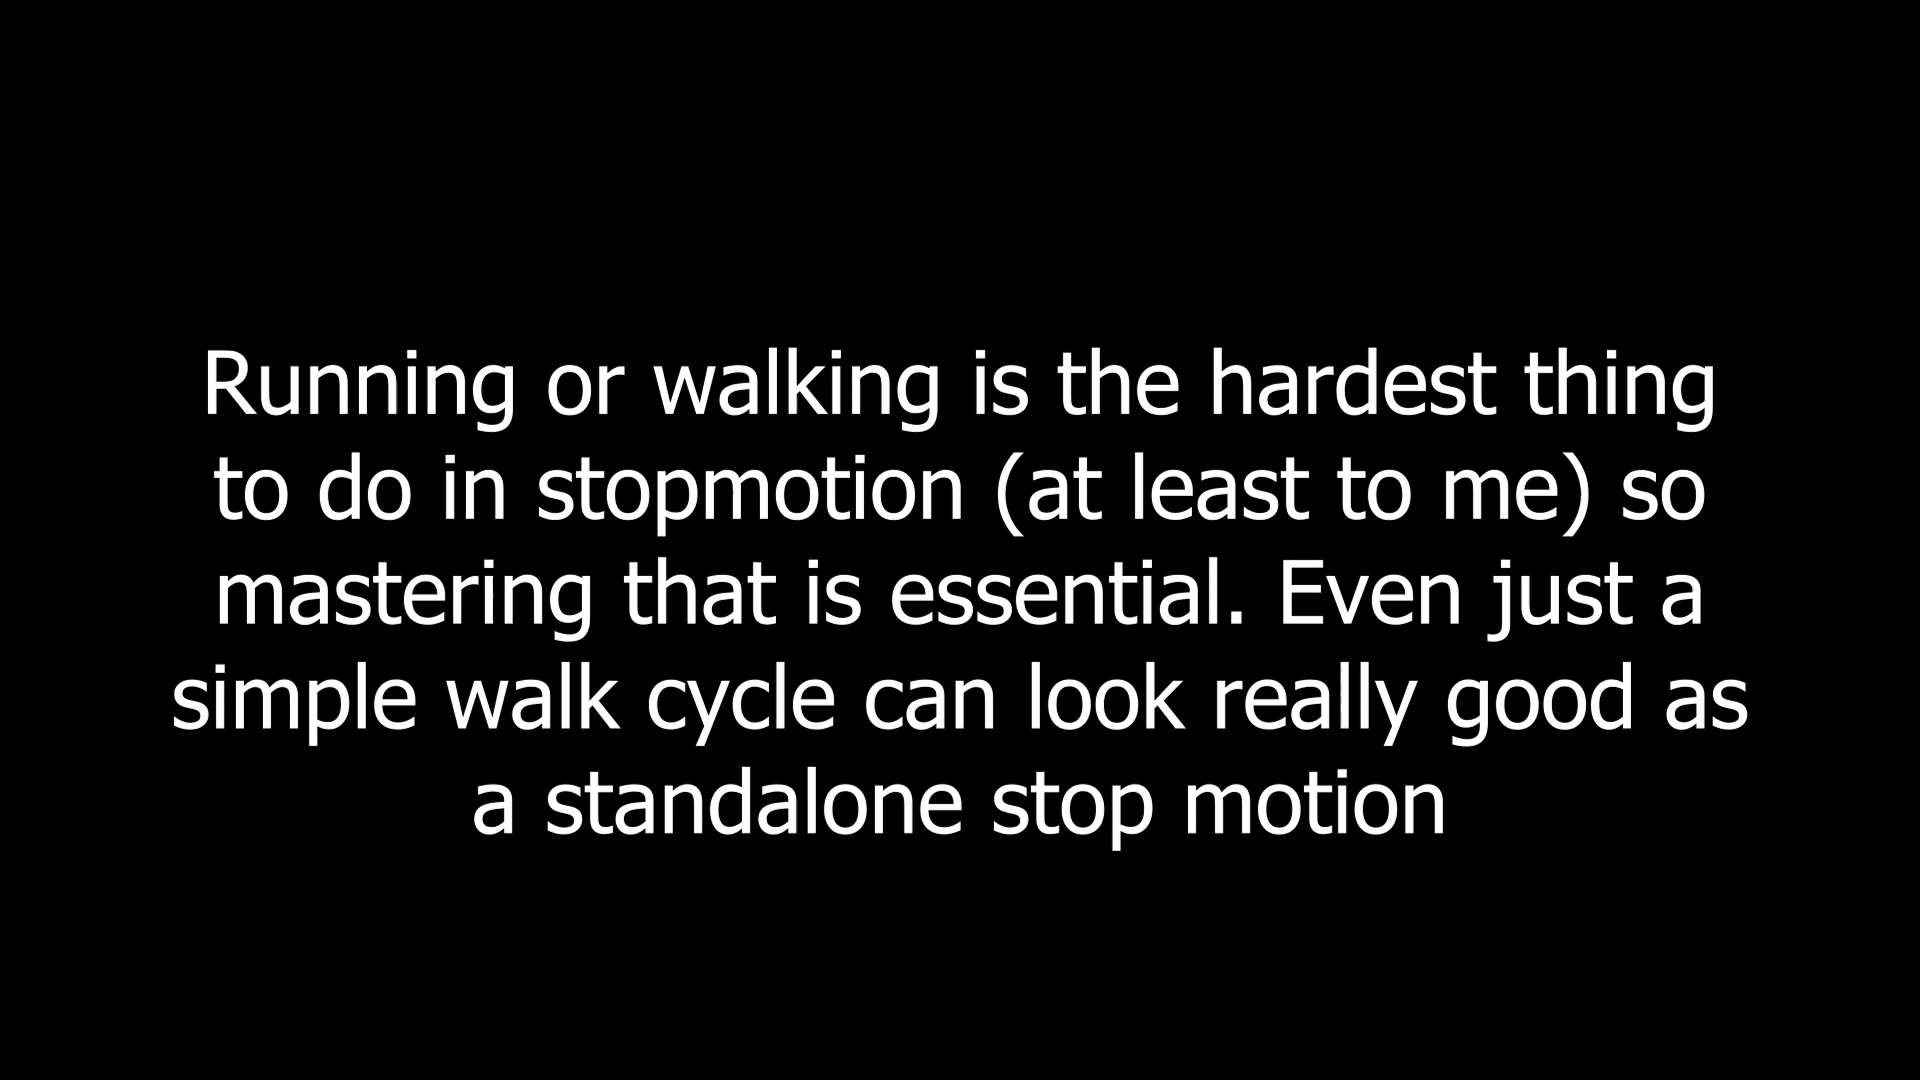 Running or walking is the hardest thing
to do in stopmotion (at least to me) so
mastering that is essential. Even just a
simple walk cycle can look really good as
a standalone stop motion